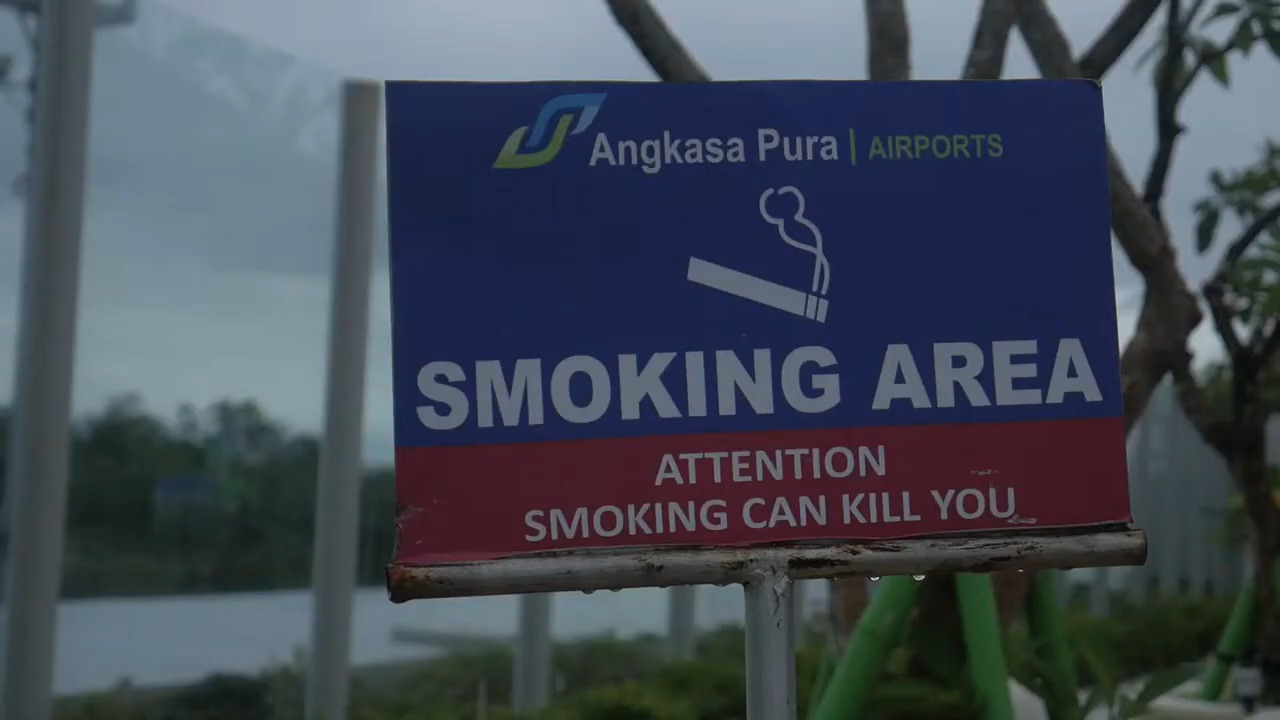 Angkasa Pura | AIRPORTS
SMOKING AREA
ATTENTION
SMOKING CAN KILL YOU